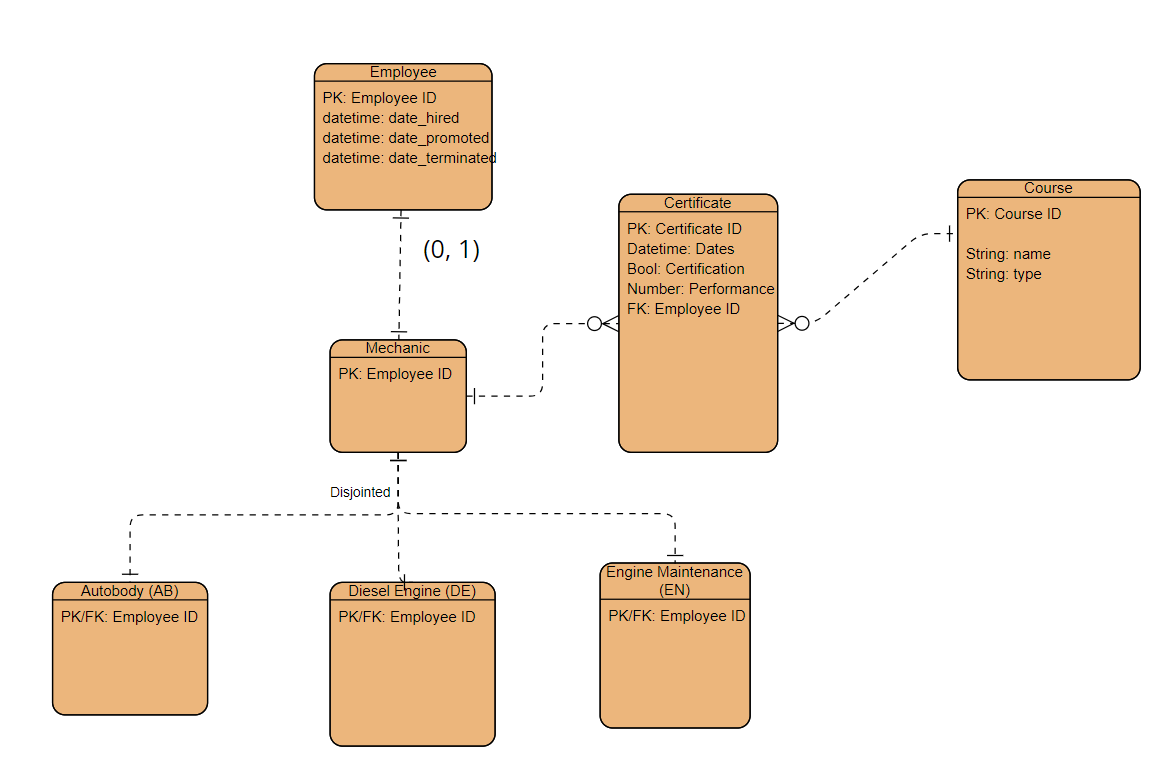 Employee
PK: Employee ID
datetime: date_hired
datetime: date_promoted
datetime: date_terminated
(0, 1)
Certificate
PK: Certificate ID
Datetime: Dates
Bool: Certification
Number: Performance
FK: Employee ID
Course
PK: Course ID
String: name
String: type
Mechanic
PK: Employee ID
Disjointed
Autobody (AB)
PK/FK: Employee ID
Diesel Engine (DE)
PK/FK: Employee ID
Engine Maintenance
(EN)
PK/FK: Employee ID